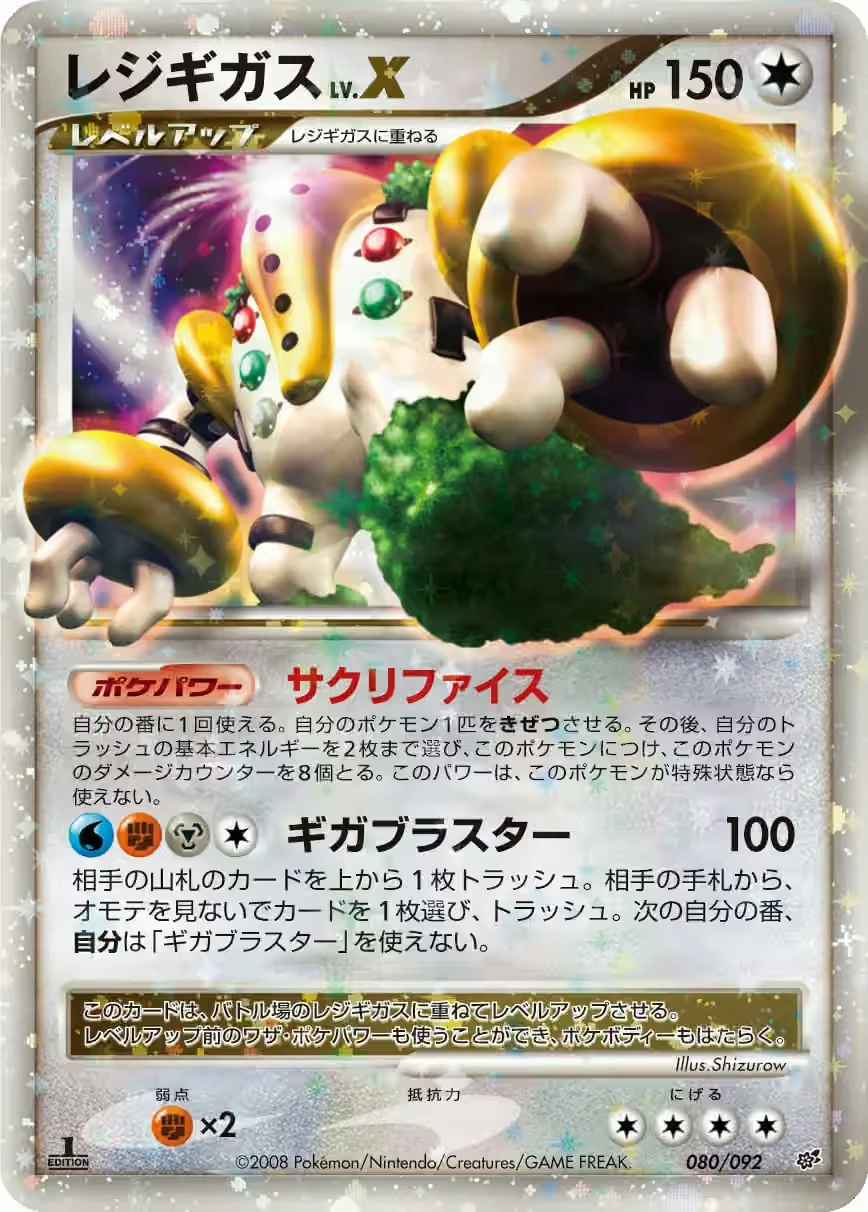 レジギガス LV.X HP 150
レベルアップ レジギガスに重ねる
ポケパワー サクリファイス
自分の番に1回使える。自分のポケモン1匹をきぜつさせる。その後、自分のト
ラッシュの基本エネルギーを2枚まで選び、このポケモンにつけ、このポケモン
のダメージカウンターを8個とる。このパワーは、このポケモンが特殊状態なら
使えない。
ギガブラスター 100
相手の山札のカードを上から1枚トラッシュ。相手の手札から、
オモテを見ないでカードを1枚選び、トラッシュ。次の自分の番、
自分は「ギガブラスター」を使えない。
このカードは、バトル場のレジギガスに重ねてレベルアップさせる。
レベルアップ前のワザ・ポケパワーも使うことができ、ポケボディーもはたらく。
Illus.Shizurow
弱点 抵抗力 にげる
×2
1 EDITION ©2008 Pokémon/Nintendo/Creatures/GAME FREAK. 080/092